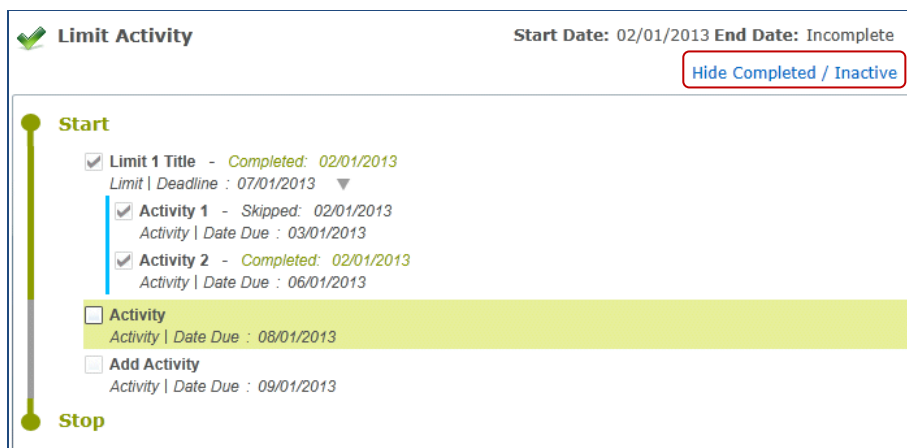 Limit Activity Start Date: 02/01/2013 End Date: Incomplete
Hide Completed / Inactive
Start
Limit 1 Title - Completed: 02/01/2013
Limit | Deadline : 07/01/2013
Activity 1 - Skipped: 02/01/2013
Activity | Date Due : 03/01/2013
Activity 2 - Completed: 02/01/2013
Activity | Date Due : 06/01/2013
Activity
Activity | Date Due : 08/01/2013
Add Activity
Activity | Date Due : 09/01/2013
Stop